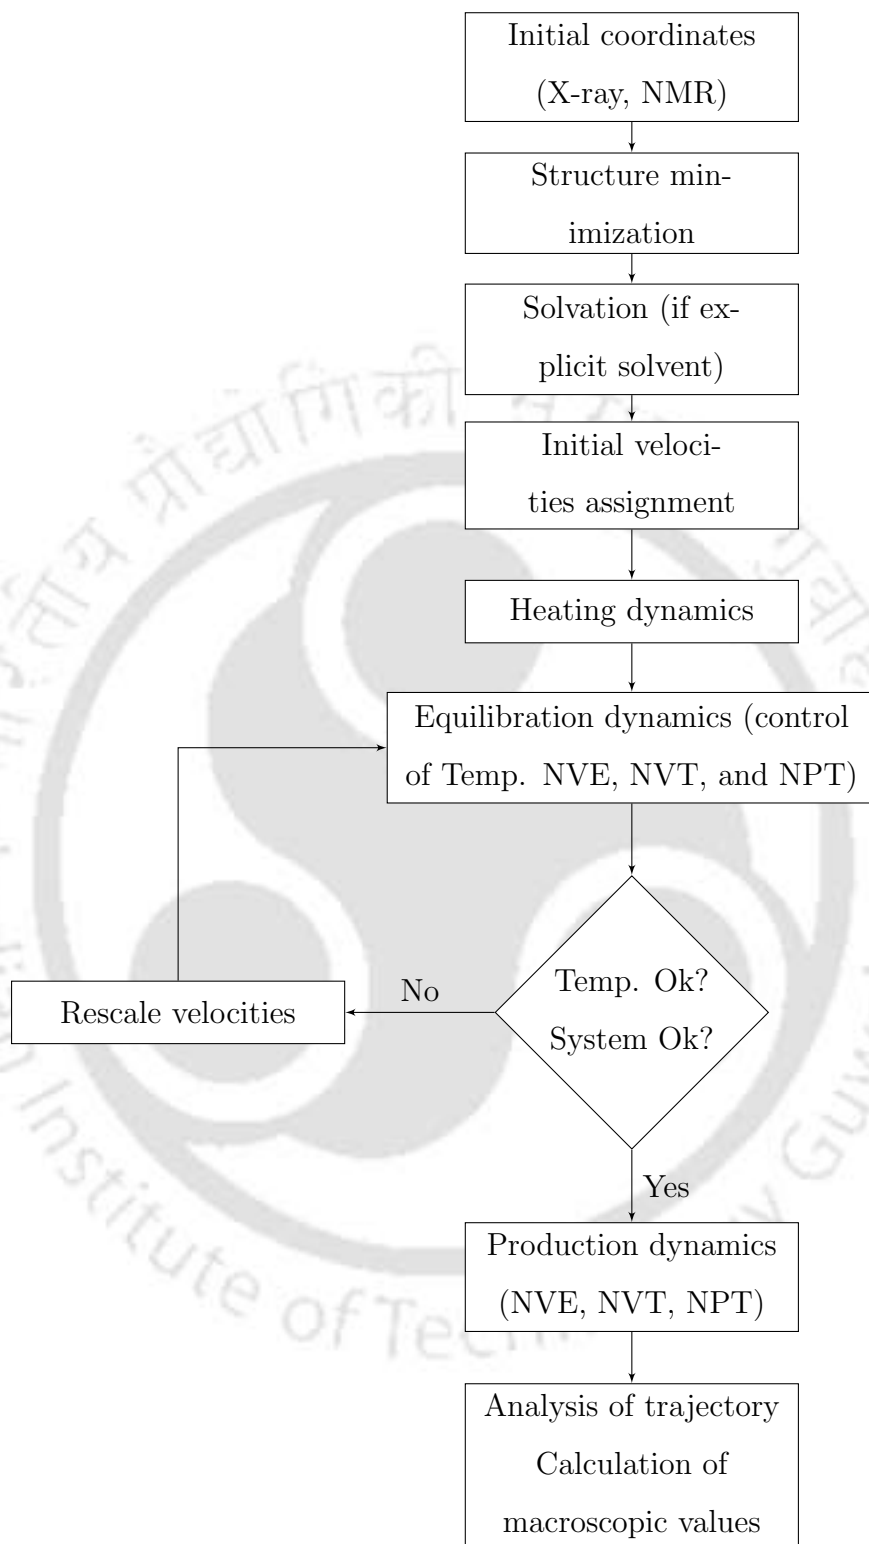 Initial coordinates
(X-ray, NMR)
Structure min-
imization
Solvation (if ex-
plicit solvent)
Initial veloci-
ties assignment
Heating dynamics
Equilibration dynamics (control
of Temp. NVE, NVT, and NPT)
Temp. Ok?
System Ok?
No
Rescale velocities
Yes
Production dynamics
(NVE, NVT, NPT)
Analysis of trajectory
Calculation of
macroscopic values
प्रौद्योगिकी
Institute of